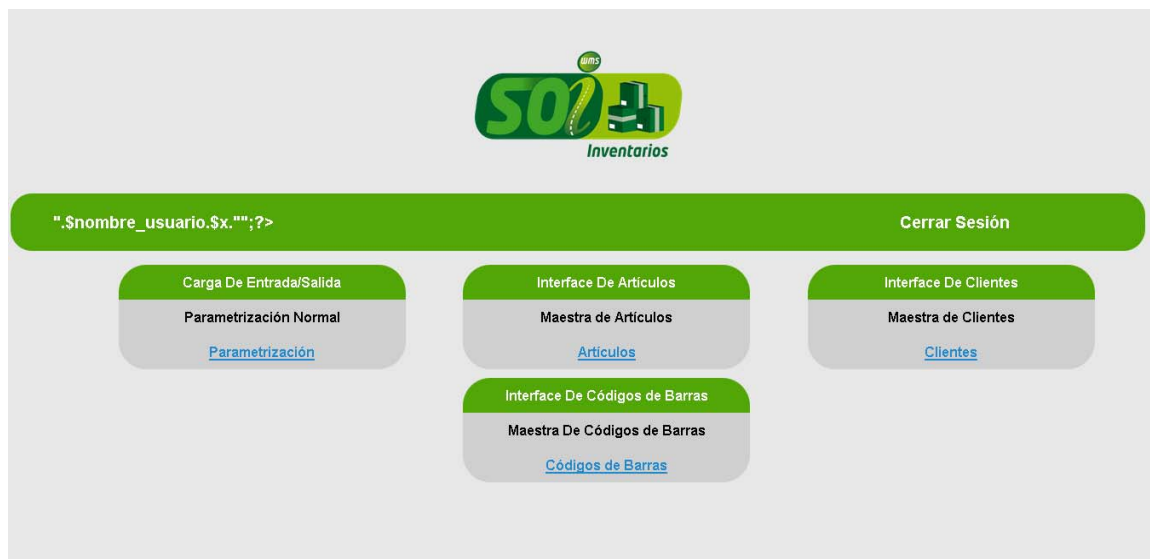 wms
SOi
Inventarios
".$nombre_usuario.$x."";?>
Cerrar Sesión
Carga De Entrada/Salida
Parametrización Normal
Parametrización
Interface De Artículos
Maestra de Artículos
Artículos
Interface De Clientes
Maestra de Clientes
Clientes
Interface De Códigos de Barras
Maestra De Códigos de Barras
Códigos de Barras